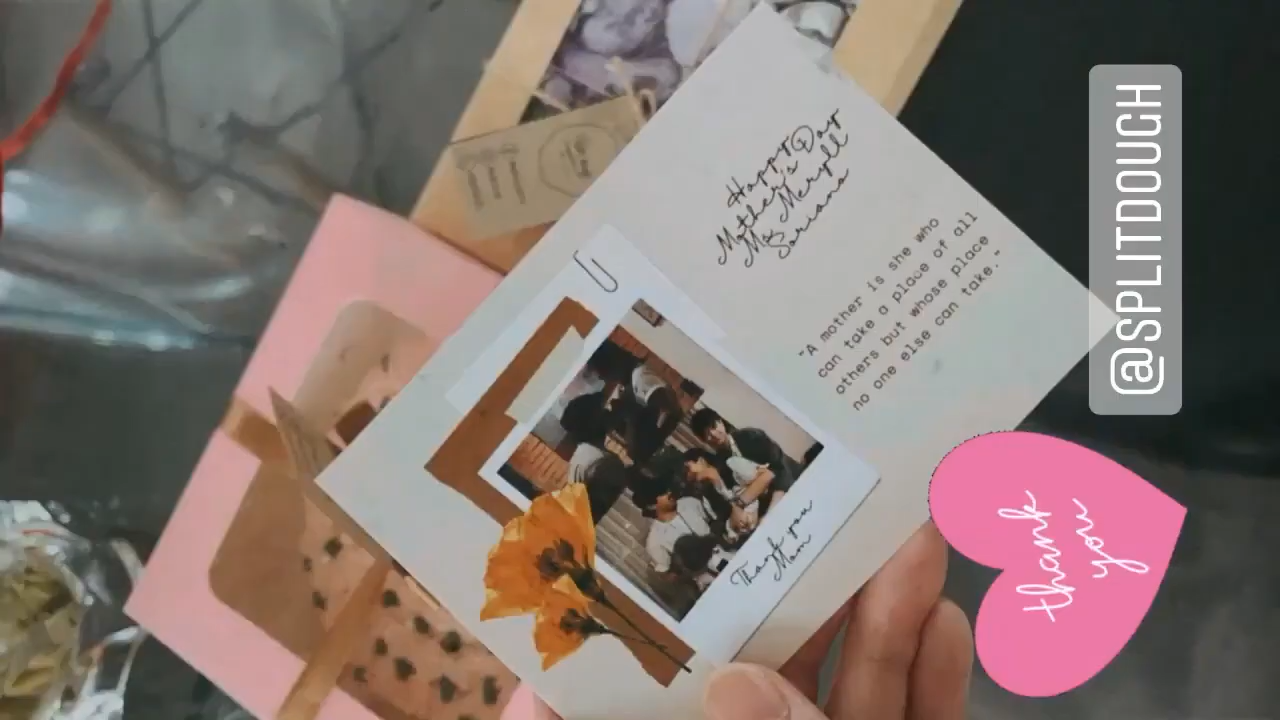 Happy Day
Mother's
Ms Meryll
Soriano
"A mother is she who
can take a place of all
others but whose place
no one else can take."
Thank you
Mam
@SPLITDOUGH
thank
you